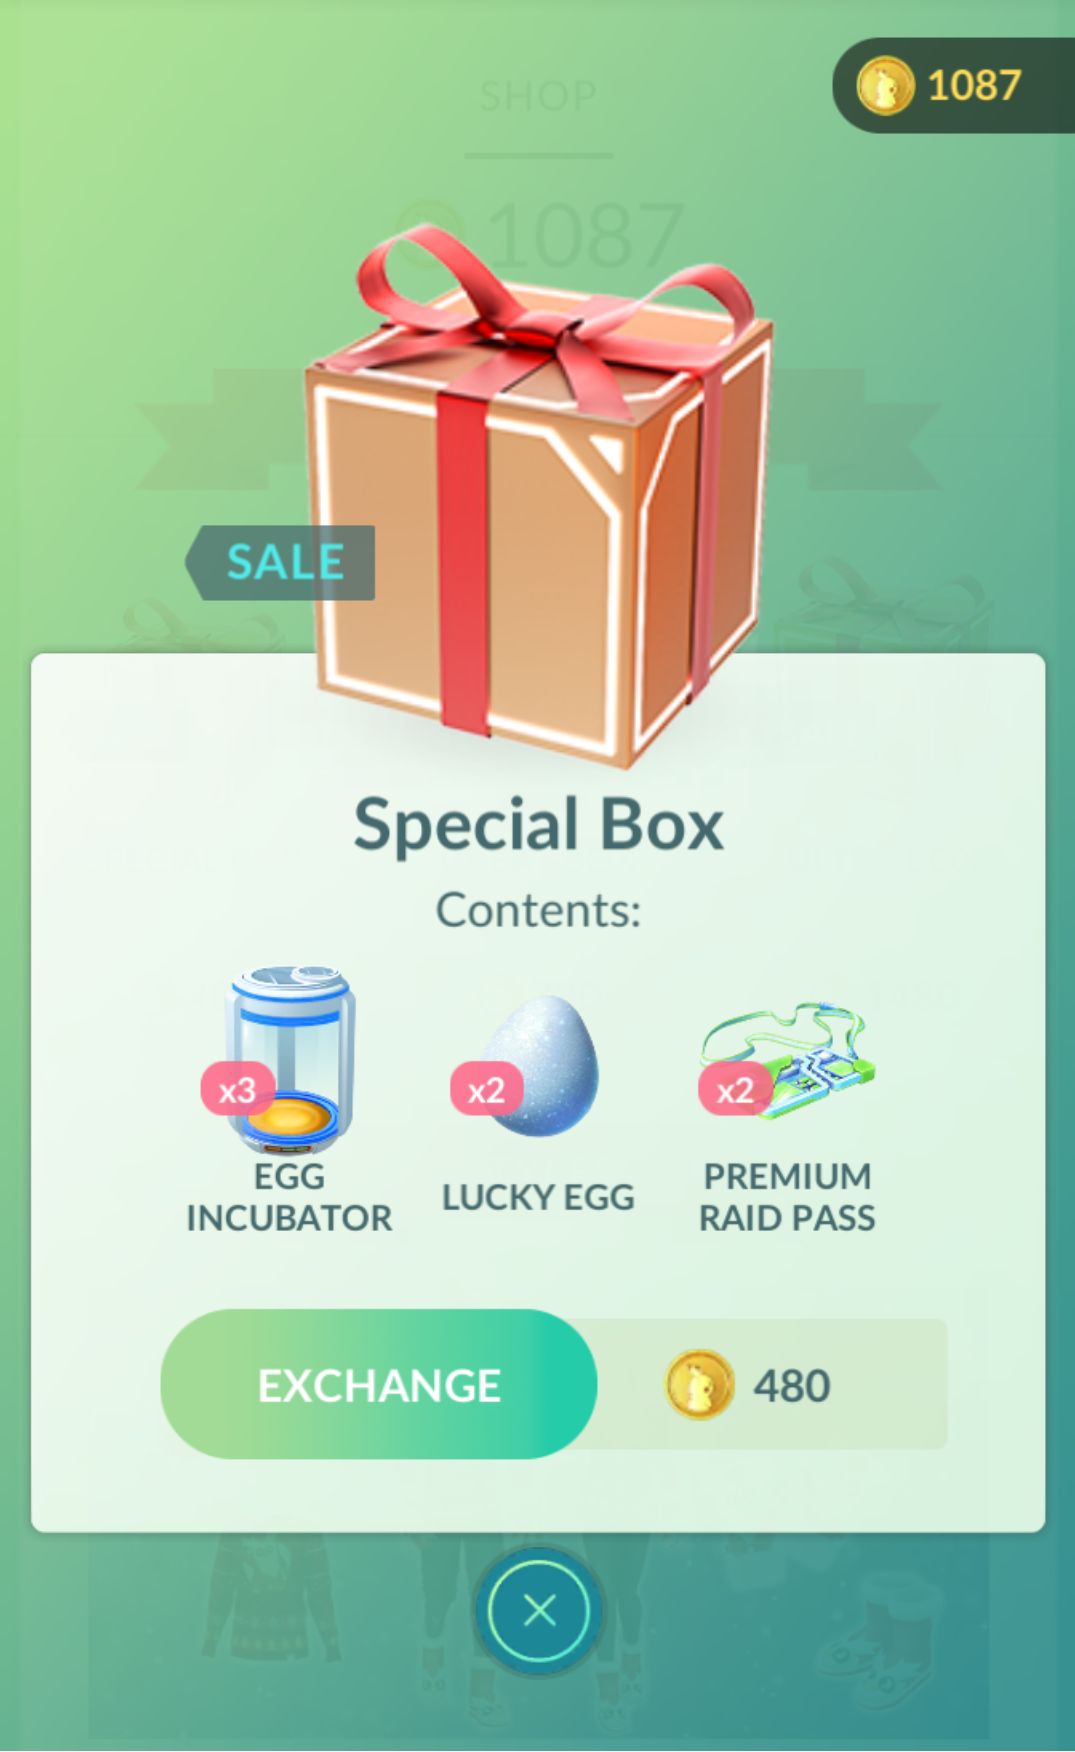 SHOP
1087
1087
SALE
Special Box
Contents:
x3
x2
x2
EGG
INCUBATOR
LUCKY EGG
PREMIUM
RAID PASS
EXCHANGE
480